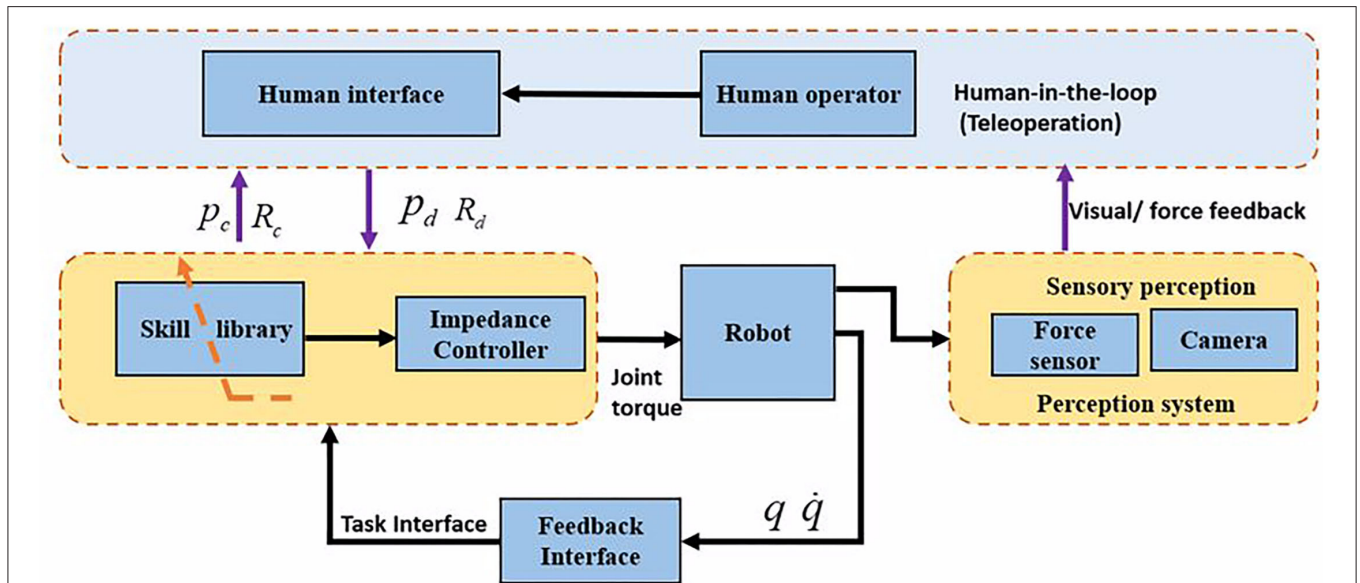 Human interface
Human operator
Human-in-the-loop
(Teleoperation)
p_c R_c
p_d R_d
Visual/ force feedback
Skill library
Impedance
Controller
Joint
torque
Robot
Sensory perception
Force
sensor
Camera
Perception system
Task Interface
Feedback
Interface
q q̇